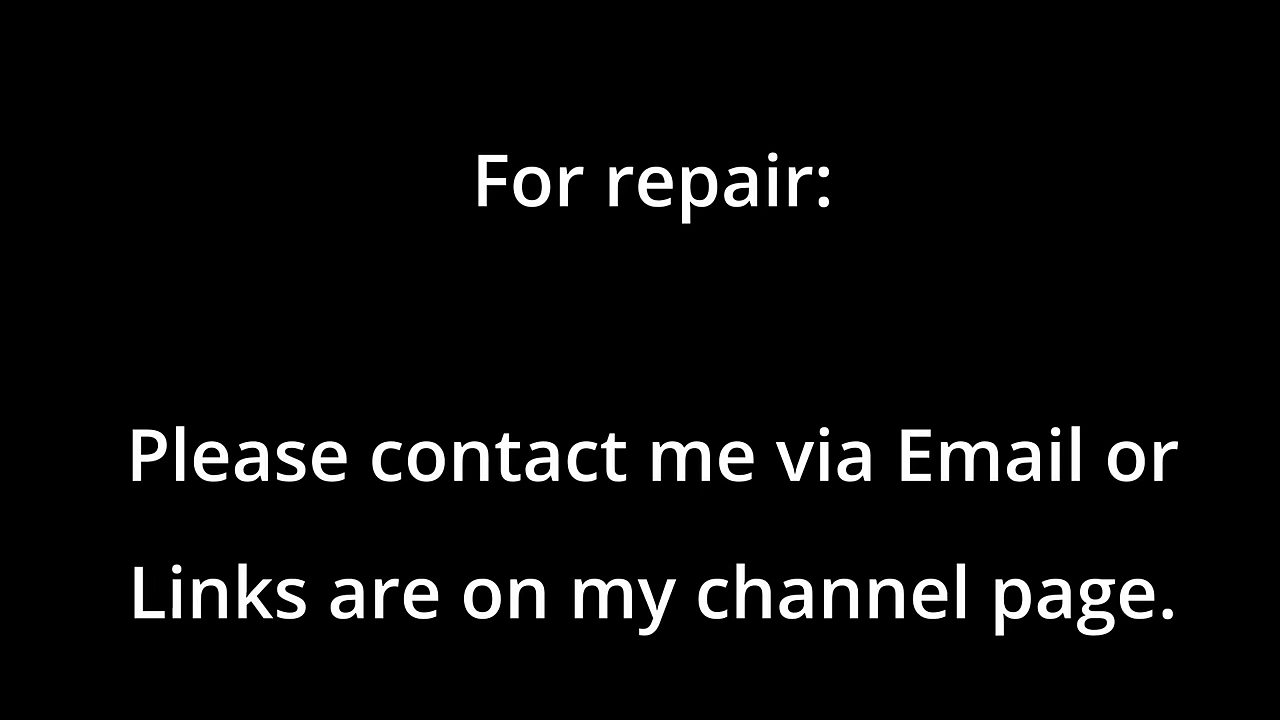 For repair:
Please contact me via Email or
Links are on my channel page.